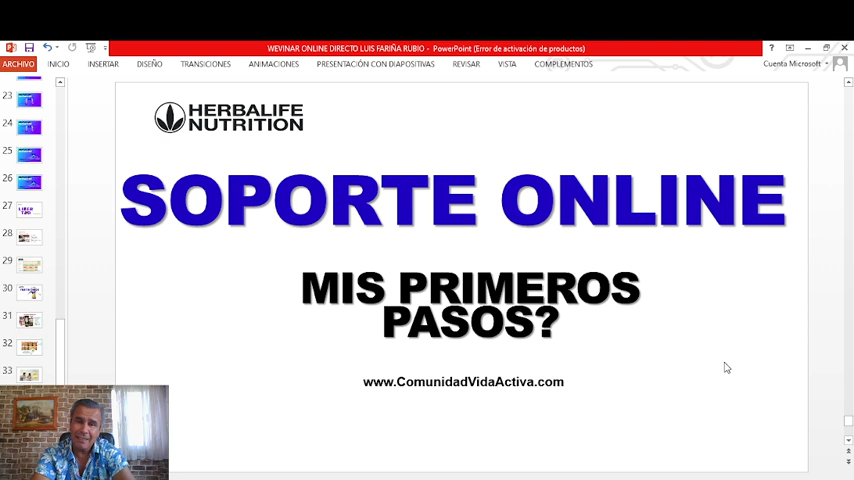 WEVINAR ONLINE DIRECTO LUIS FARIÑA RUBIO - PowerPoint (Error de activación de productos)
ARCHIVO INICIO INSERTAR DISEÑO TRANSICIONES ANIMACIONES PRESENTACIÓN CON DIAPOSITIVAS REVISAR VISTA COMPLEMENTOS
Cuenta Microsoft
23
24
25
26
27
28
29
30
31
32
33
HERBALIFE
NUTRITION
SOPORTE ONLINE
MIS PRIMEROS
PASOS?
www.ComunidadVidaActiva.com